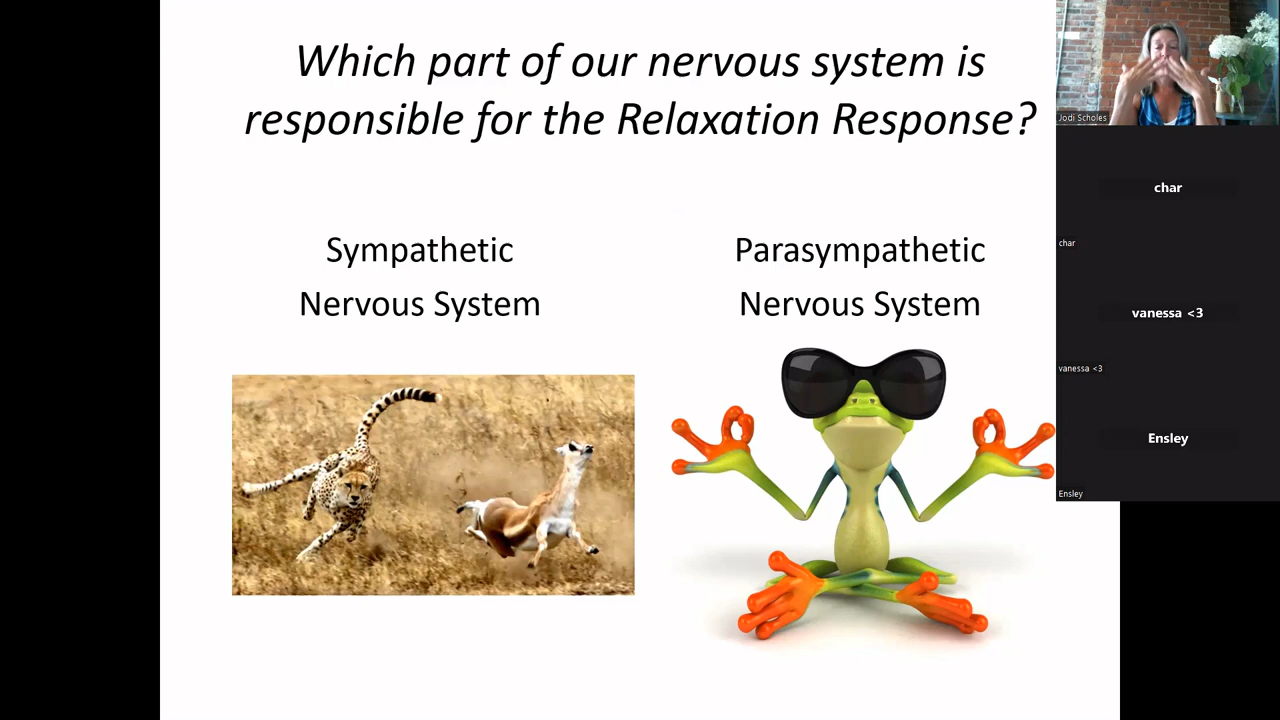 Which part of our nervous system is
responsible for the Relaxation Response?
Sympathetic
Nervous System
Parasympathetic
Nervous System
Jodi Scholes
char
char
vanessa <3
vanessa <3
Ensley
Ensley